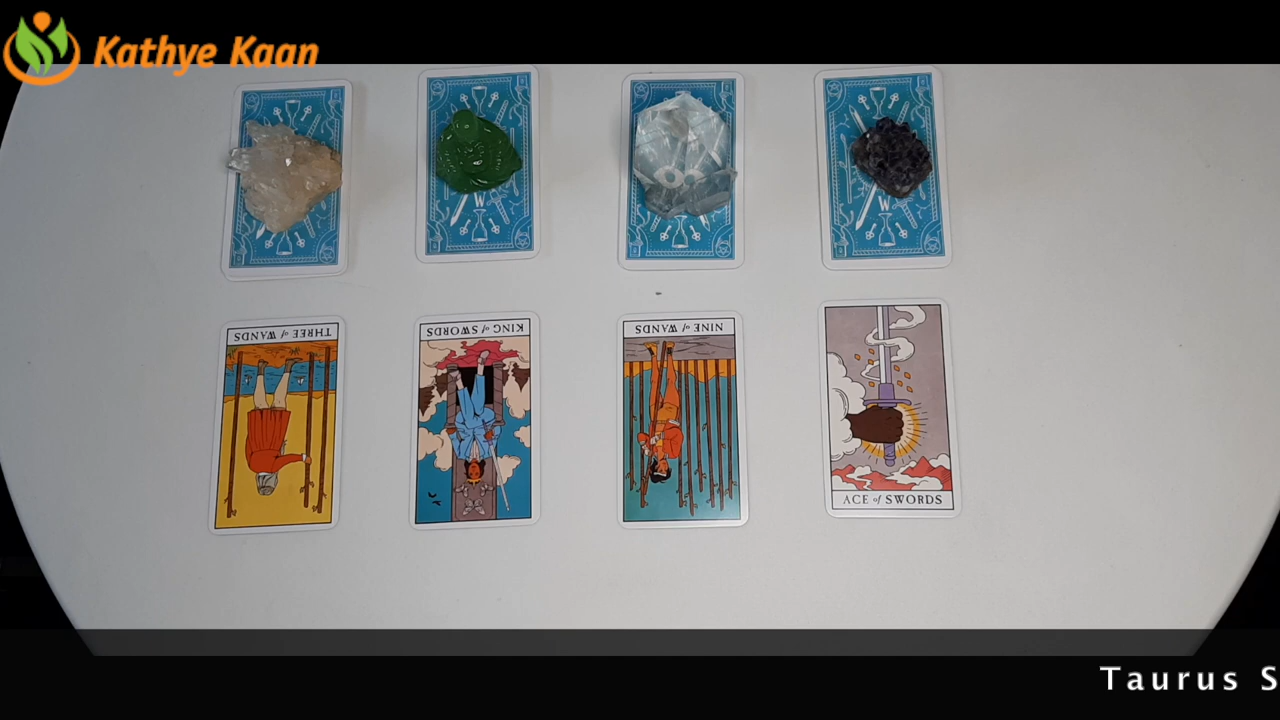 Kathye Kaan
W
THREE of WANDS
KING of SWORDS
NINE of WANDS
ACE of SWORDS
Taurus S